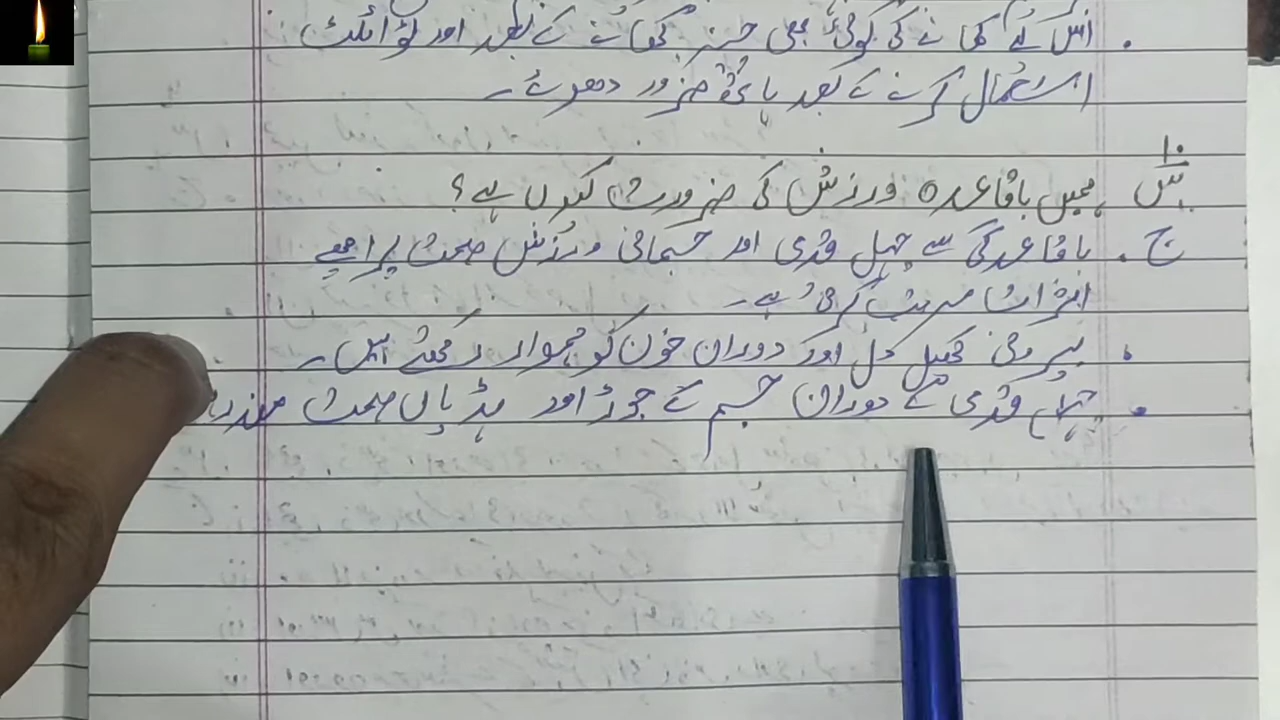 اس لئے کھانے کی کوئی بھی چیز کھانے کے بعد اور ٹوائلٹ
استعمال کرنے کے بعد ہاتھ ضرور دھوئے۔
س۱۰ ہمیں باقاعدہ ورزش کی ضرورت کیوں ہے؟
ج. باقاعدگی سے چہل قدمی اور جسمانی ورزش صحت پر اچھے
اثرات مرتب کرتی ہے۔
. بیرونی کھیل کل اور دوران خون کو ہموار رکھتے ہیں۔
. چہل قدمی کے دوران جسم کے جوڑ اور ہڈیاں صحت مند